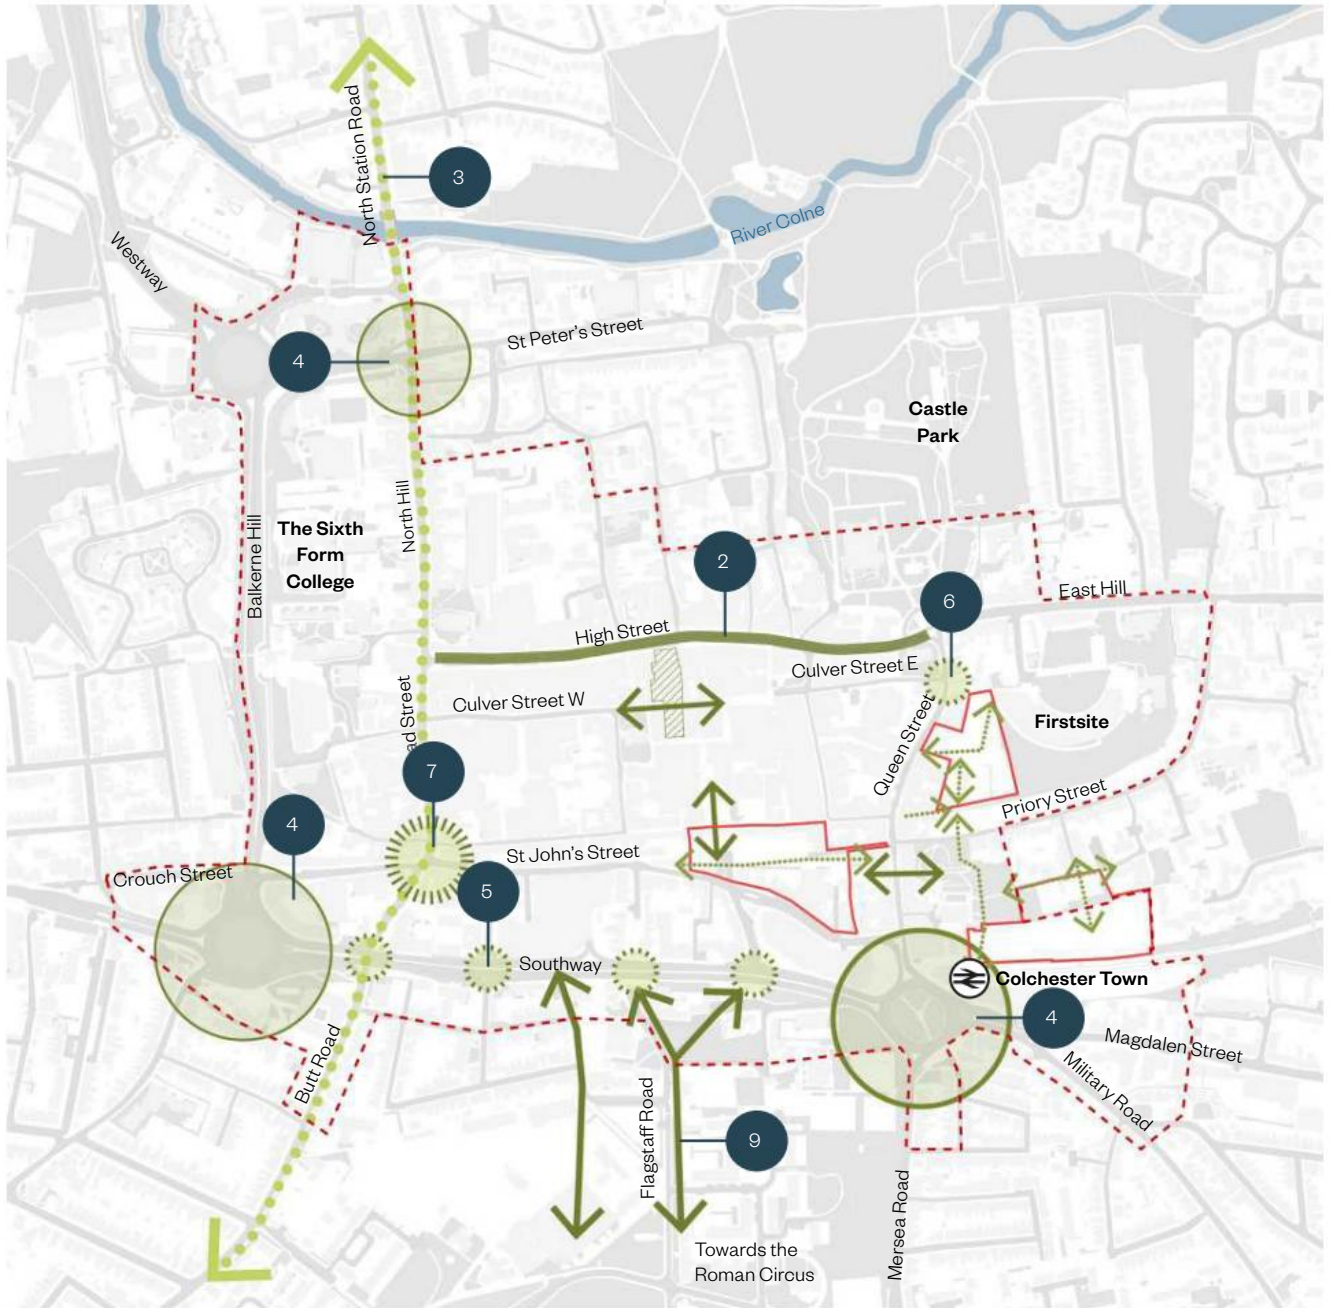 North Station Road
3
Westway
River Colne
4
St Peter's Street
Castle
Park
The Sixth
Form
College
Balkerne Hill
North Hill
2
6
East Hill
High Street
Culver Street E
Culver Street W
ad Street
Queen Street
Firstsite
7
Priory Street
4
St John's Street
Crouch Street
5
Southway
Colchester Town
4
Magdalen Street
Military Road
Butt Road
Flagstaff Road
9
Mersea Road
Towards the
Roman Circus